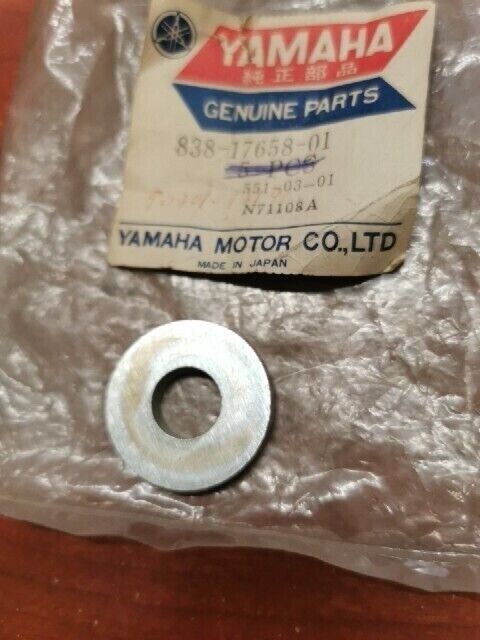 YAMAHA
純正部品
GENUINE PARTS
838-17658-01
5 PCS
551-03-01
N71108A
YAMAHA MOTOR CO.,LTD
MADE IN JAPAN